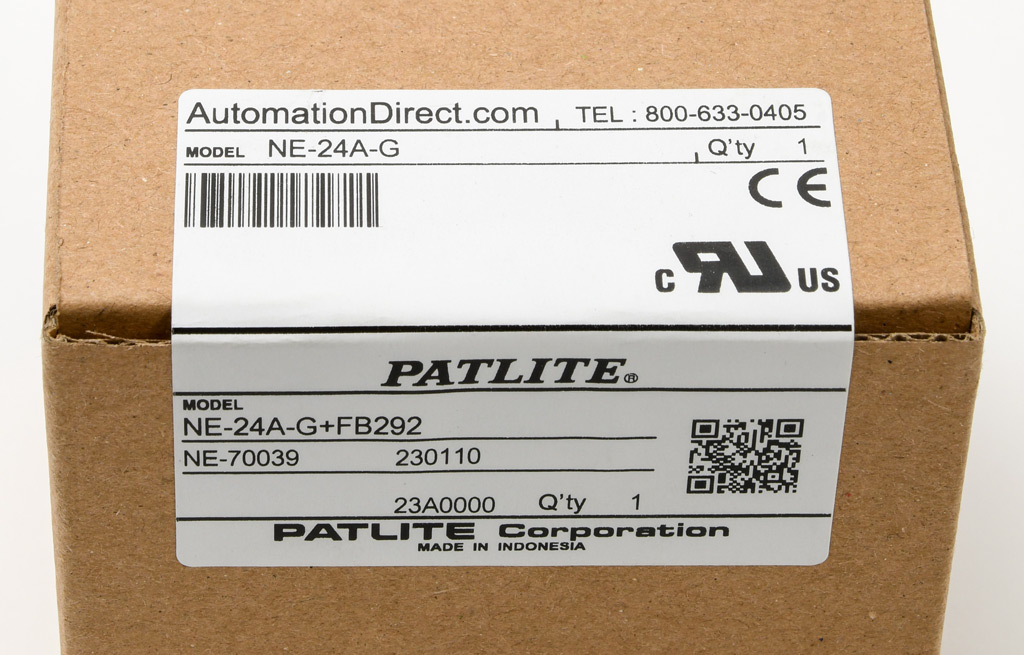 AutomationDirect.com TEL : 800-633-0405
MODEL NE-24A-G Q'ty 1
CE
c RU US
PATLITE®
MODEL
NE-24A-G+FB292
NE-70039 230110
23A0000 Q'ty 1
PATLITE Corporation
MADE IN INDONESIA